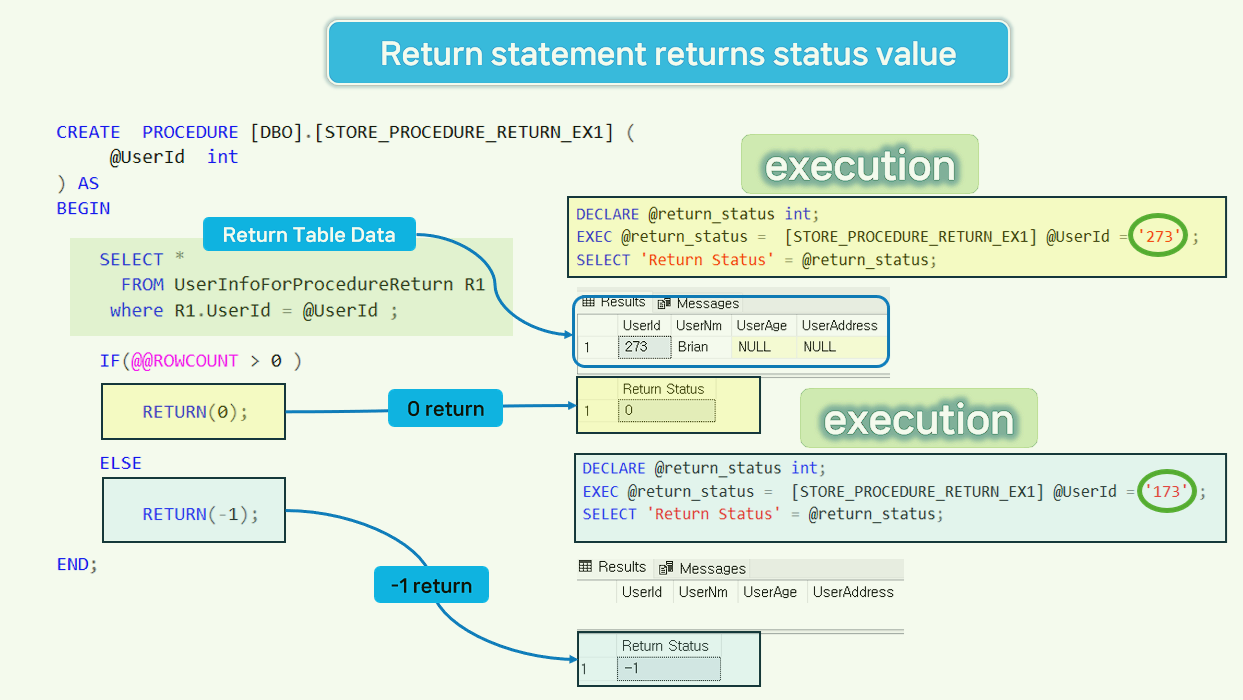 Return statement returns status value
CREATE PROCEDURE [DBO].[STORE_PROCEDURE_RETURN_EX1] (
@UserId int
) AS
BEGIN
Return Table Data
SELECT *
FROM UserInfoForProcedureReturn R1
where R1.UserId = @UserId ;
IF(@@ROWCOUNT > 0 )
RETURN(0);
0 return
ELSE
RETURN(-1);
-1 return
END;
execution
DECLARE @return_status int;
EXEC @return_status = [STORE_PROCEDURE_RETURN_EX1] @UserId = '273' ;
SELECT 'Return Status' = @return_status;
Results Messages
UserId UserNm UserAge UserAddress
1 273 Brian NULL NULL
Return Status
1 0
execution
DECLARE @return_status int;
EXEC @return_status = [STORE_PROCEDURE_RETURN_EX1] @UserId = '173' ;
SELECT 'Return Status' = @return_status;
Results Messages
UserId UserNm UserAge UserAddress
Return Status
1 -1